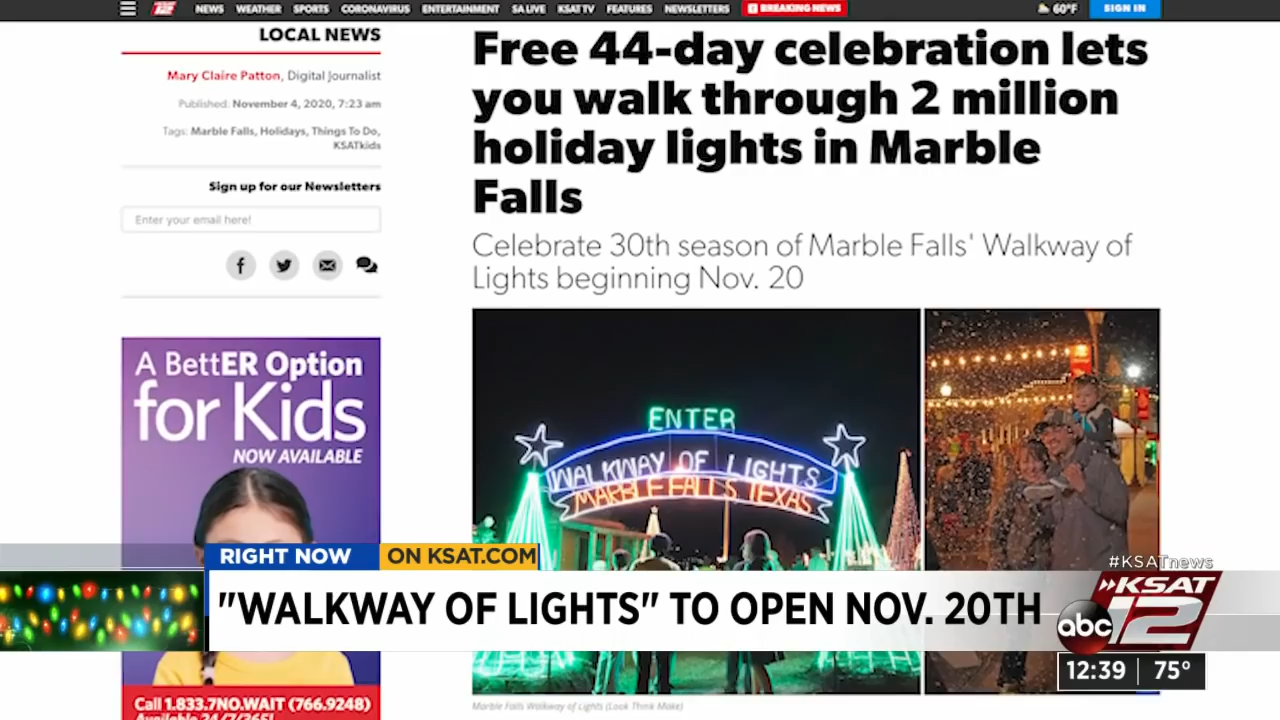 NEWS WEATHER SPORTS CORONAVIRUS ENTERTAINMENT SA LIVE KSAT TV FEATURES NEWSLETTERS BREAKING NEWS 60°F SIGN IN
LOCAL NEWS
Mary Claire Patton, Digital Journalist
Published: November 4, 2020, 7:23 am
Tags: Marble Falls, Holidays, Things To Do,
KSATkids
Sign up for our Newsletters
Enter your email here!
Free 44-day celebration lets
you walk through 2 million
holiday lights in Marble
Falls
Celebrate 30th season of Marble Falls' Walkway of
Lights beginning Nov. 20
A BettER Option
for Kids
NOW AVAILABLE
ENTER
WALKWAY OF LIGHTS
MARBLE FALLS TEXAS
RIGHT NOW
ON KSAT.COM
"WALKWAY OF LIGHTS" TO OPEN NOV. 20TH
#KSATnews
KSAT
abc 12
12:39 75°
Call 1.833.7NO.WAIT (766.9248)
Available 24/7/365!
Marble Falls Walkway of Lights (Look Think Make)